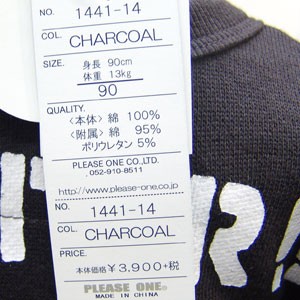 NO. 1441-14
COL. CHARCOAL
SIZE. 身長 90cm
体重 13kg
90
QUALITY.
<本体> 綿 100%
<附属> 綿 95%
ポリウレタン 5%
PLEASE ONE CO.,LTD.
052-910-8511
http://www.please-one.co.jp
NO. 1441-14
COL. CHARCOAL
PRICE.
本体価格 ¥3,900+税
PLEASE ONE.
MADE IN CHINA